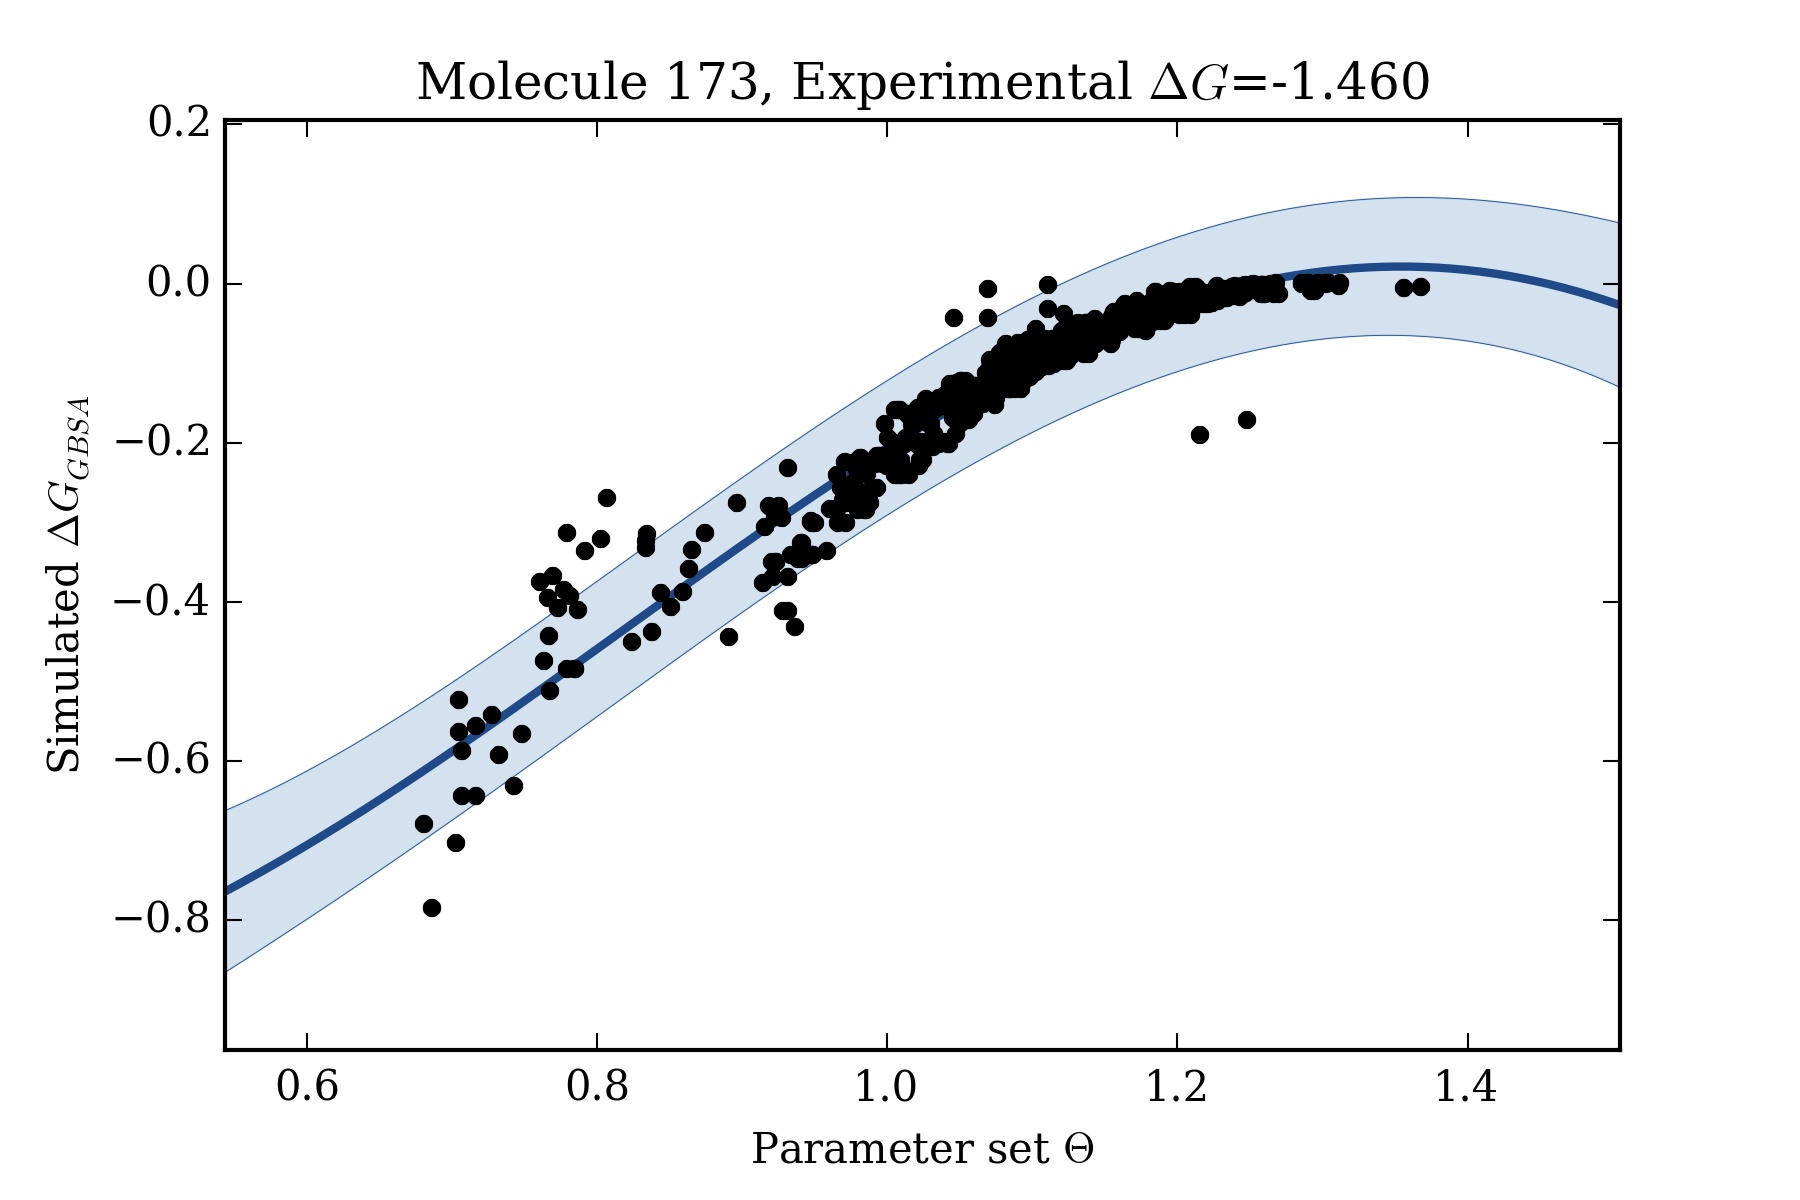 Molecule 173, Experimental ΔG=-1.460
Simulated ΔG_GBSA
0.2
0.0
−0.2
−0.4
−0.6
−0.8
0.6 0.8 1.0 1.2 1.4
Parameter set Θ